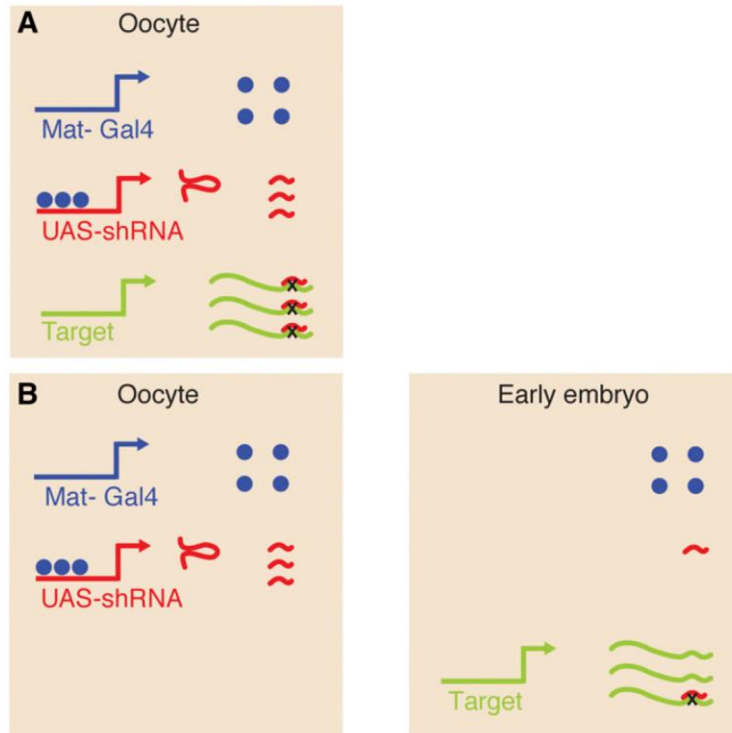 A
Oocyte
Mat- Gal4
UAS-shRNA
x
x
x
Target
B
Oocyte
Early embryo
Mat- Gal4
UAS-shRNA
x
Target